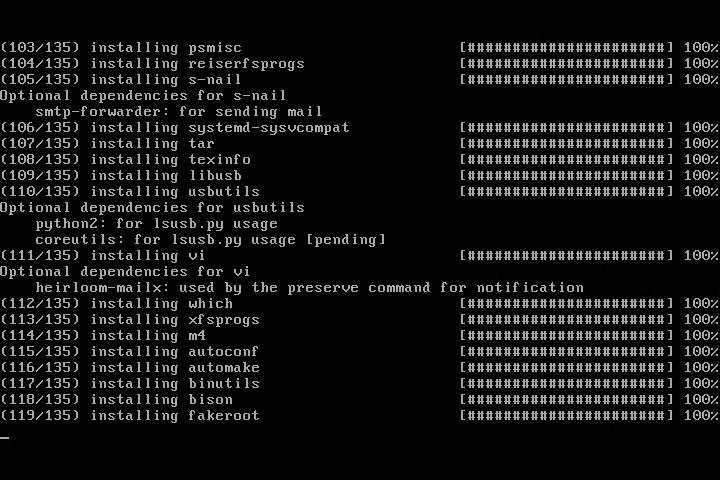 (103/135) installing psmisc [######################] 100%
(104/135) installing reiserfsprogs [######################] 100%
(105/135) installing s-nail [######################] 100%
Optional dependencies for s-nail
    smtp-forwarder: for sending mail
(106/135) installing systemd-sysvcompat [######################] 100%
(107/135) installing tar [######################] 100%
(108/135) installing texinfo [######################] 100%
(109/135) installing libusb [######################] 100%
(110/135) installing usbutils [######################] 100%
Optional dependencies for usbutils
    python2: for lsusb.py usage
    coreutils: for lsusb.py usage [pending]
(111/135) installing vi [######################] 100%
Optional dependencies for vi
    heirloom-mailx: used by the preserve command for notification
(112/135) installing which [######################] 100%
(113/135) installing xfsprogs [######################] 100%
(114/135) installing m4 [######################] 100%
(115/135) installing autoconf [######################] 100%
(116/135) installing automake [######################] 100%
(117/135) installing binutils [######################] 100%
(118/135) installing bison [######################] 100%
(119/135) installing fakeroot [######################] 100%
_